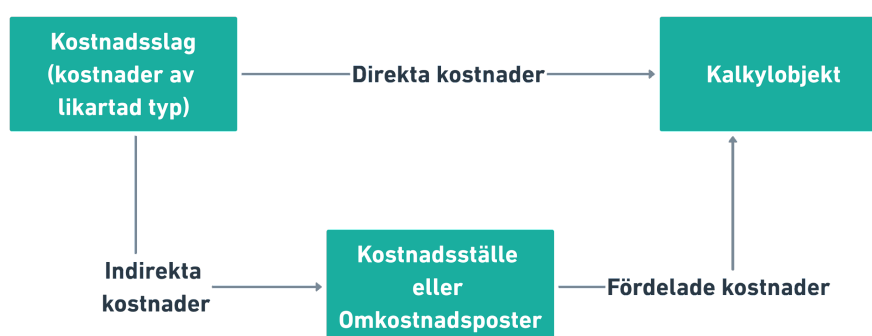 Kostnadsslag
(kostnader av
likartad typ)
Direkta kostnader
Kalkylobjekt
Indirekta
kostnader
Kostnadsställe
eller
Omkostnadsposter
Fördelade kostnader